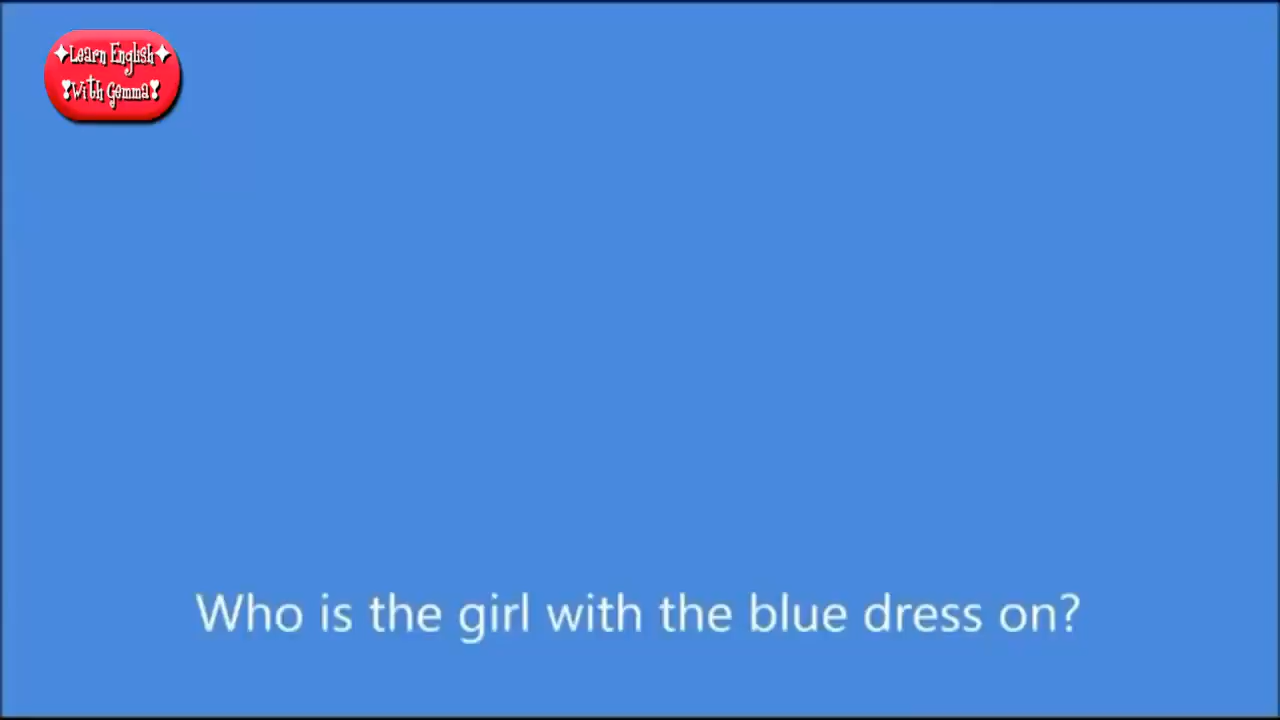 Learn English
With Gemma
Who is the girl with the blue dress on?